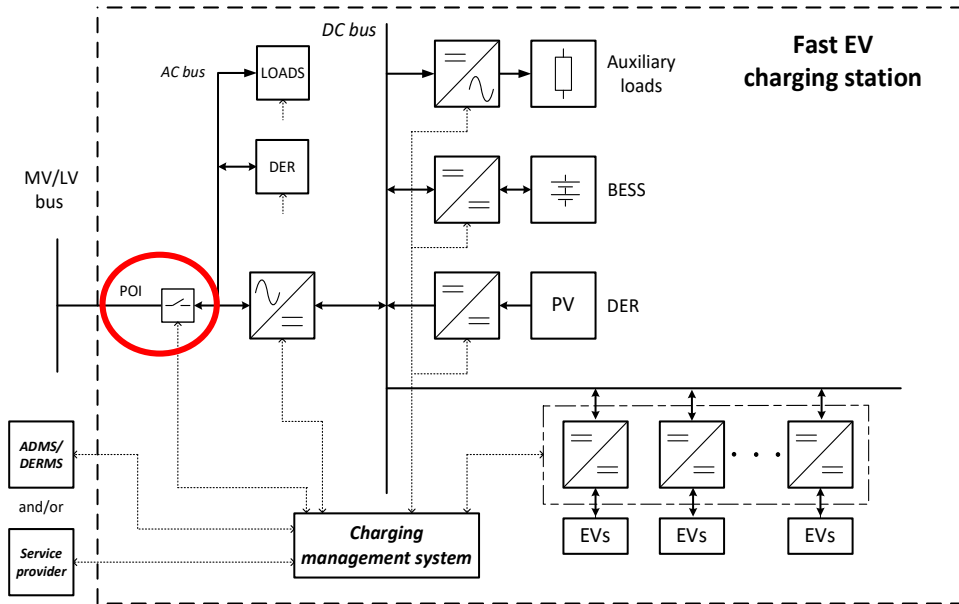 DC bus
Fast EV
charging station
AC bus
LOADS
Auxiliary
loads
DER
MV/LV
bus
BESS
POI
PV
DER
ADMS/
DERMS
and/or
Service
provider
Charging
management system
EVs
EVs
EVs